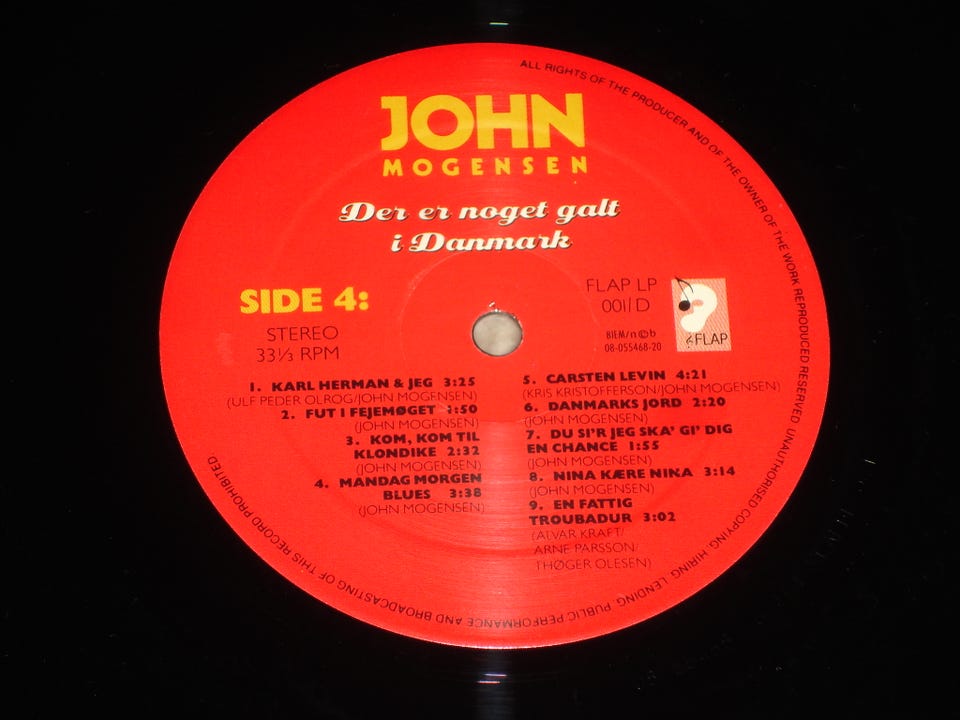 JOHN
MOGENSEN
Der er noget galt
i Danmark
SIDE 4:
STEREO
33⅓ RPM
FLAP LP
001/D
BIEM/n©b
08-055468-20
FLAP
1. KARL HERMAN & JEG 3:25
(ULF PEDER OLROG/JOHN MOGENSEN)
2. FUT I FEJEMØGET 1:50
(JOHN MOGENSEN)
3. KOM, KOM TIL
KLONDIKE 2:32
(JOHN MOGENSEN)
4. MANDAG MORGEN
BLUES 3:38
(JOHN MOGENSEN)
5. CARSTEN LEVIN 4:21
(KRIS KRISTOFFERSON/JOHN MOGENSEN)
6. DANMARKS JORD 2:20
(JOHN MOGENSEN)
7. DU SI'R JEG SKA' GI' DIG
EN CHANCE 1:55
(JOHN MOGENSEN)
8. NINA KÆRE NINA 3:14
(JOHN MOGENSEN)
9. EN FATTIG
TROUBADUR 3:02
(ALVAR KRAFT/
ARNE PARSSON/
THØGER OLESEN)
ALL RIGHTS OF THE PRODUCER AND OF THE OWNER OF THE WORK REPRODUCED RESERVED UNAUTHORISED COPYING, HIRING, LENDING, PUBLIC PERFORMANCE AND BROADCASTING OF THIS RECORD PROHIBITED